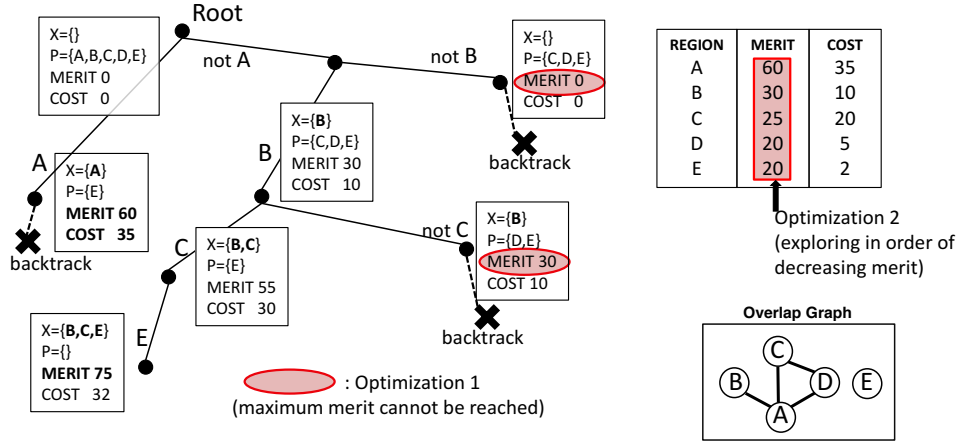 Root
X={}
P={A,B,C,D,E}
MERIT 0
COST 0
not A
not B
X={}
P={C,D,E}
MERIT 0
COST 0
backtrack
A
X={A}
P={E}
MERIT 60
COST 35
backtrack
B
X={B}
P={C,D,E}
MERIT 30
COST 10
C
X={B,C}
P={E}
MERIT 55
COST 30
not C
X={B}
P={D,E}
MERIT 30
COST 10
backtrack
E
X={B,C,E}
P={}
MERIT 75
COST 32
: Optimization 1
(maximum merit cannot be reached)
REGION MERIT COST
A 60 35
B 30 10
C 25 20
D 20 5
E 20 2
Optimization 2
(exploring in order of
decreasing merit)
Overlap Graph
C
B D E
A